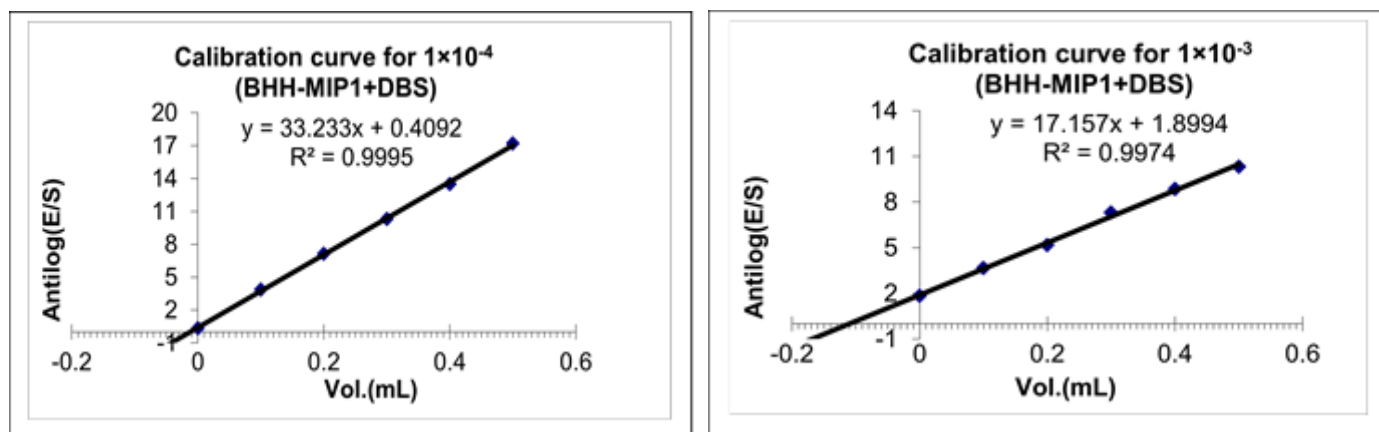 Calibration curve for 1×10⁻⁴
(BHH-MIP1+DBS)
y = 33.233x + 0.4092
R² = 0.9995
Antilog(E/S)
20
17
14
11
8
5
2
-1
-0.2 0 0.2 0.4 0.6
Vol.(mL)
Calibration curve for 1×10⁻³
(BHH-MIP1+DBS)
y = 17.157x + 1.8994
R² = 0.9974
Antilog(E/S)
14
11
8
5
2
-1
-0.2 0 0.2 0.4 0.6
Vol.(mL)